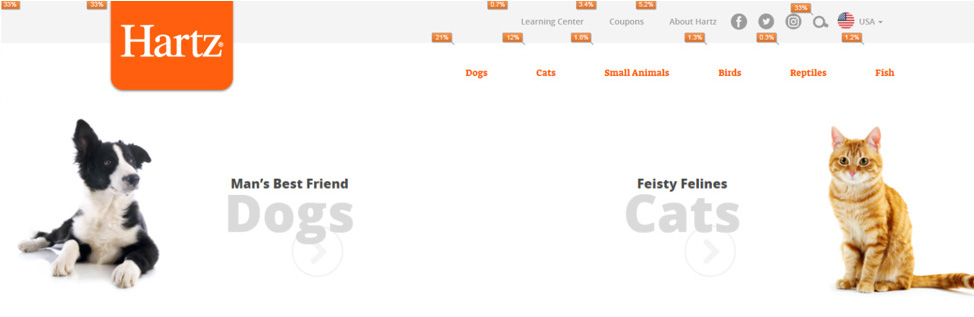 33% 33% 0.7% 3.4% 5.2% 33%
Hartz®
Learning Center Coupons About Hartz USA
21% 12% 1.8% 1.3% 0.3% 1.2%
Dogs Cats Small Animals Birds Reptiles Fish
Man's Best Friend Feisty Felines
Dogs Cats